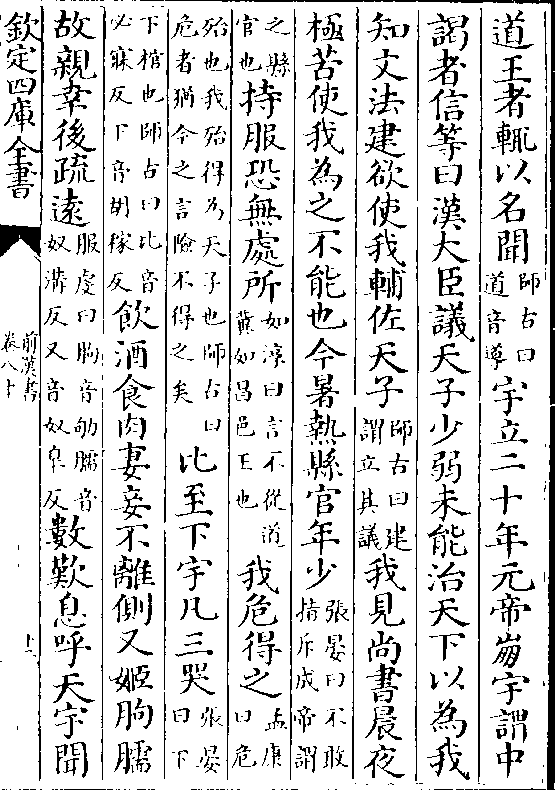 道王者輒以名聞師古曰道音導宇立二十年元帝崩宇謂中
謁者信等曰漢大臣議天子少弱未能治天下以為我
知文法建欲使我輔佐天子師古曰建謂立其議我見尚書晨夜
極苦使我為之不能也今暑熱縣官年少張晏曰不敢指斥成帝謂
之縣官也持服恐無處所如淳曰言不從道冀如昌邑王也我危得之孟康曰危
殆也我殆得為天子也師古曰危者猶今之言險不得之矣比至下宇凡三哭張晏曰下
下棺也師古曰比音必寐反下音胡稼反飲酒食肉妻妾不離側又姬朐臑
故親幸後疏遠服虔曰朐音劬臑音奴溝反又音奴皐反數歎息呼天宇聞
欽定四庫全書
前漢書
卷八十
十二